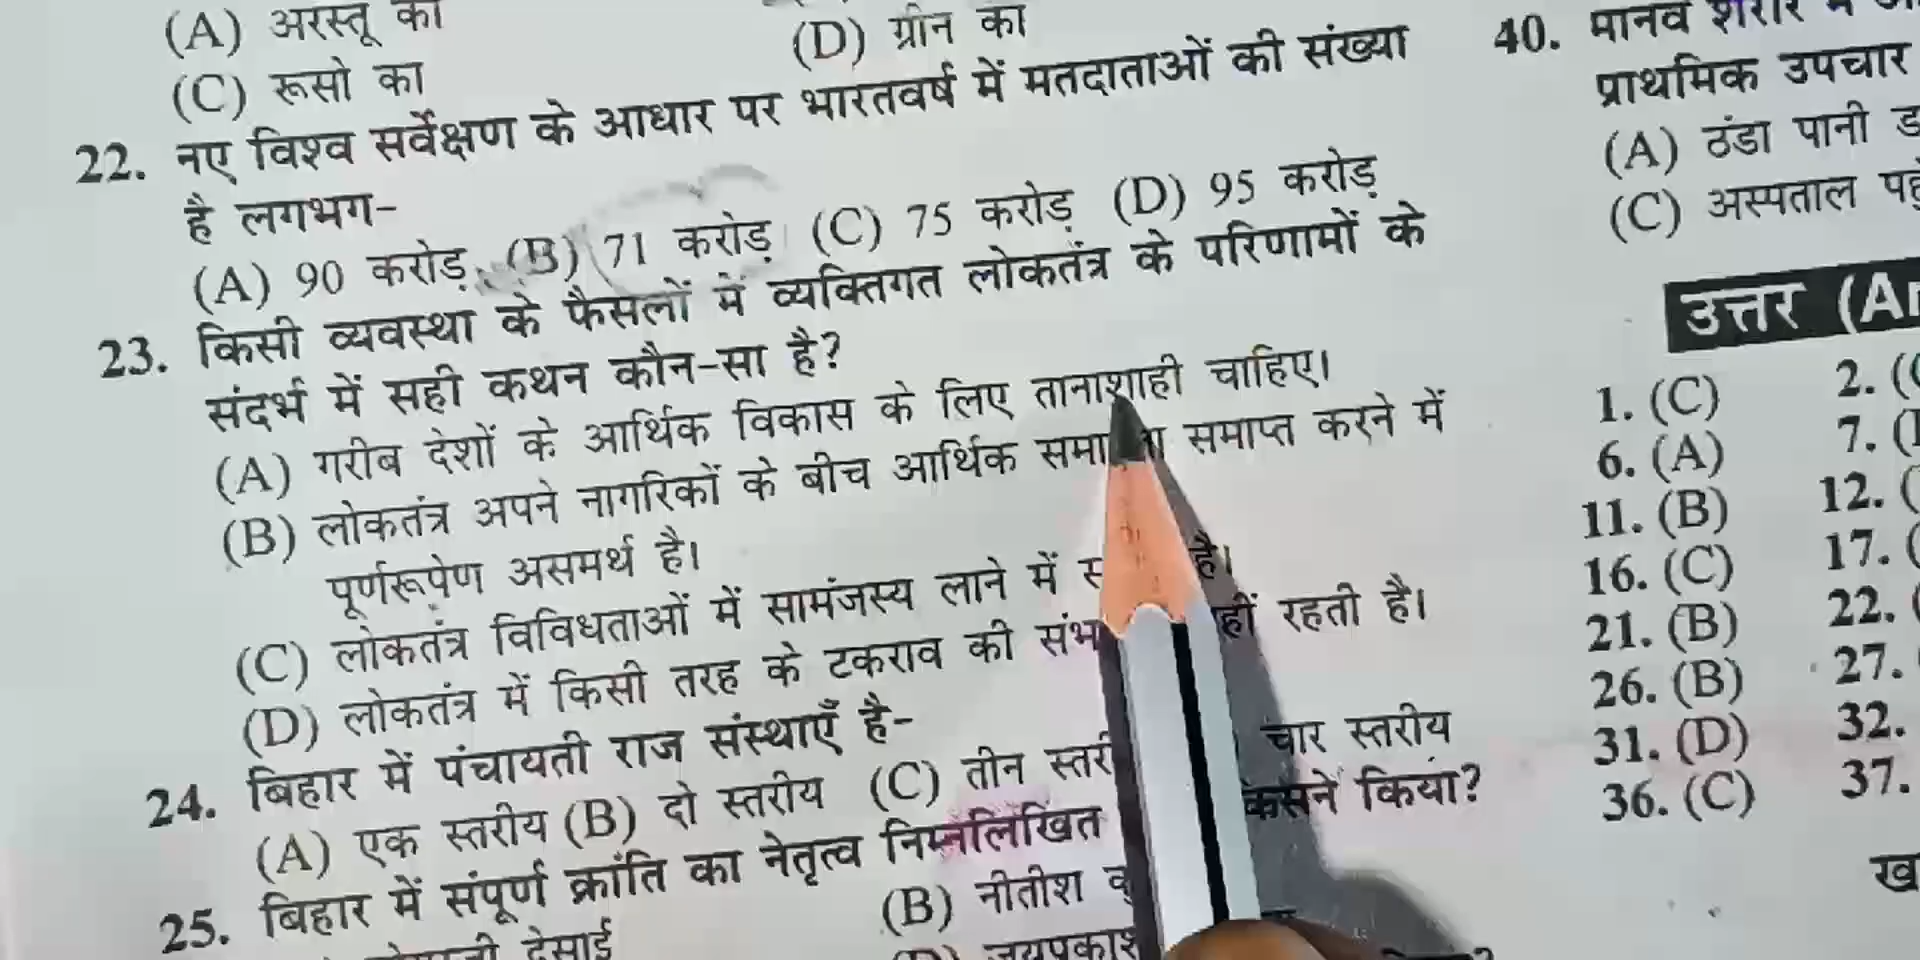 (A) अरस्तू का
(D) ग्रीन का
(C) रूसो का
22. नए विश्व सर्वेक्षण के आधार पर भारतवर्ष में मतदाताओं की संख्या
है लगभग-
(A) 90 करोड़ (B) 71 करोड़ (C) 75 करोड़ (D) 95 करोड़
23. किसी व्यवस्था के फैसलों में व्यक्तिगत लोकतंत्र के परिणामों के
संदर्भ में सही कथन कौन-सा है?
(A) गरीब देशों के आर्थिक विकास के लिए तानाशाही चाहिए।
(B) लोकतंत्र अपने नागरिकों के बीच आर्थिक समाप्त करने में
पूर्णरूपेण असमर्थ है।
(C) लोकतंत्र विविधताओं में सामंजस्य लाने में है।
(D) लोकतंत्र में किसी तरह के टकराव की रहती है।
24. बिहार में पंचायती राज संस्थाएँ है-
(A) एक स्तरीय (B) दो स्तरीय (C) तीन चार स्तरीय
25. बिहार में संपूर्ण क्रांति का नेतृत्व निम्नलिखित किया?
(B) नीतीश
देसाई
40. मानव शरीर
प्राथमिक उपचार
(A) ठंडा पानी
(C) अस्पताल
उत्तर
1. (C) 2.
6. (A) 7.
11. (B) 12.
16. (C) 17.
21. (B) 22.
26. (B) 27.
31. (D) 32.
36. (C) 37.